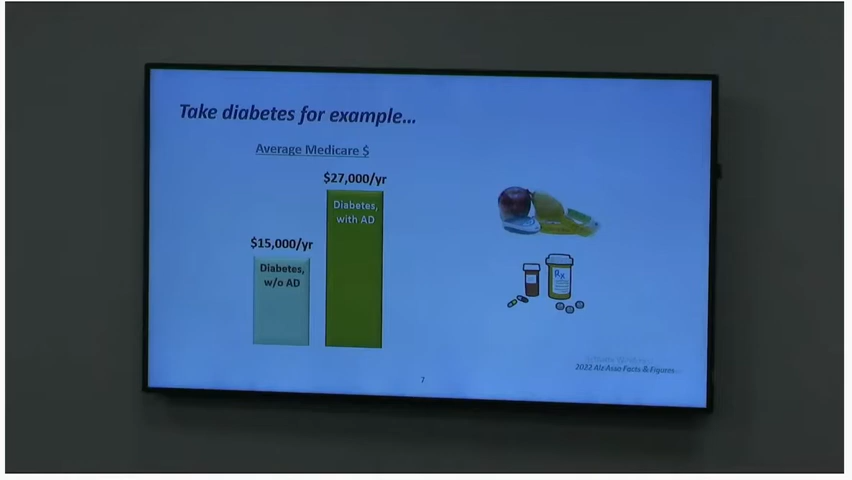 Take diabetes for example...
Average Medicare $
$27,000/yr
Diabetes,
with AD
$15,000/yr
Diabetes,
w/o AD
Rx
2022 Alz Asso Facts & Figures
7